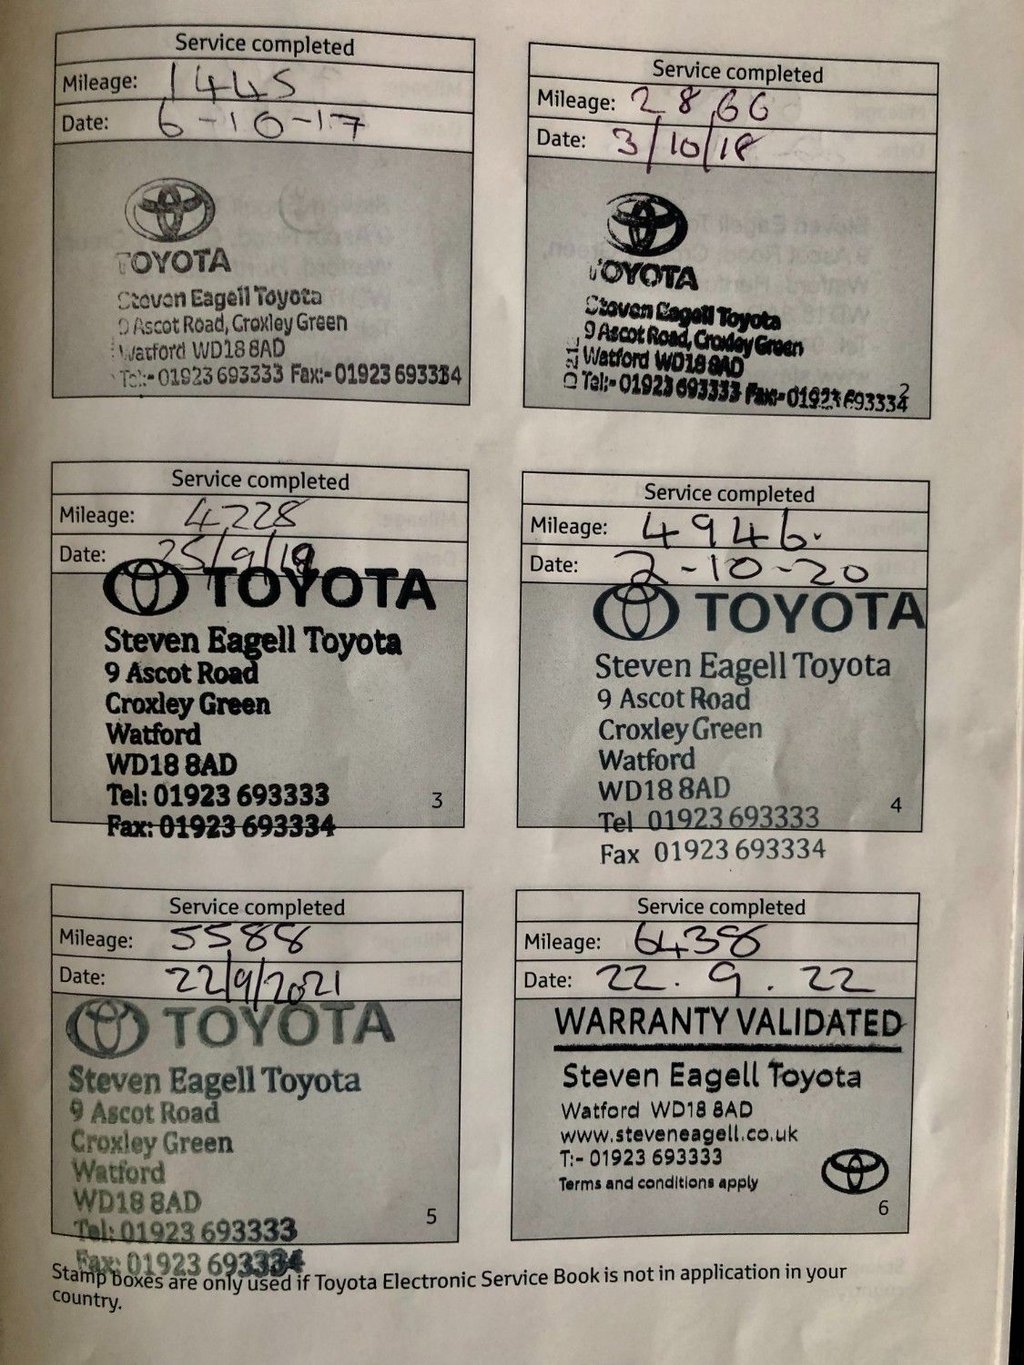 Service completed
Mileage: 1445
Date: 6-10-17
TOYOTA
Steven Eagell Toyota
9 Ascot Road, Croxley Green
Watford WD18 8AD
Tel:- 01923 693333 Fax:- 01923 693334
Service completed
Mileage: 2866
Date: 3/10/18
TOYOTA
Steven Eagell Toyota
9 Ascot Road, Croxley Green
Watford WD18 8AD
Tel:- 01923 693333 Fax:- 01923 693334
2
Service completed
Mileage: 4228
Date: 25/9/19
TOYOTA
Steven Eagell Toyota
9 Ascot Road
Croxley Green
Watford
WD18 8AD
Tel: 01923 693333
3
Fax: 01923 693334
Service completed
Mileage: 4946.
Date: 2-10-20
TOYOTA
Steven Eagell Toyota
9 Ascot Road
Croxley Green
Watford
WD18 8AD
4
Tel 01923 693333
Fax 01923 693334
Service completed
Mileage: 5588
Date: 22/9/2021
TOYOTA
Steven Eagell Toyota
9 Ascot Road
Croxley Green
Watford
WD18 8AD
5
Tel: 01923 693333
Fax: 01923 693334
Service completed
Mileage: 6438
Date: 22.9.22
WARRANTY VALIDATED
Steven Eagell Toyota
Watford WD18 8AD
www.steveneagell.co.uk
T:- 01923 693333
Terms and conditions apply
6
Stamp boxes are only used if Toyota Electronic Service Book is not in application in your
country.